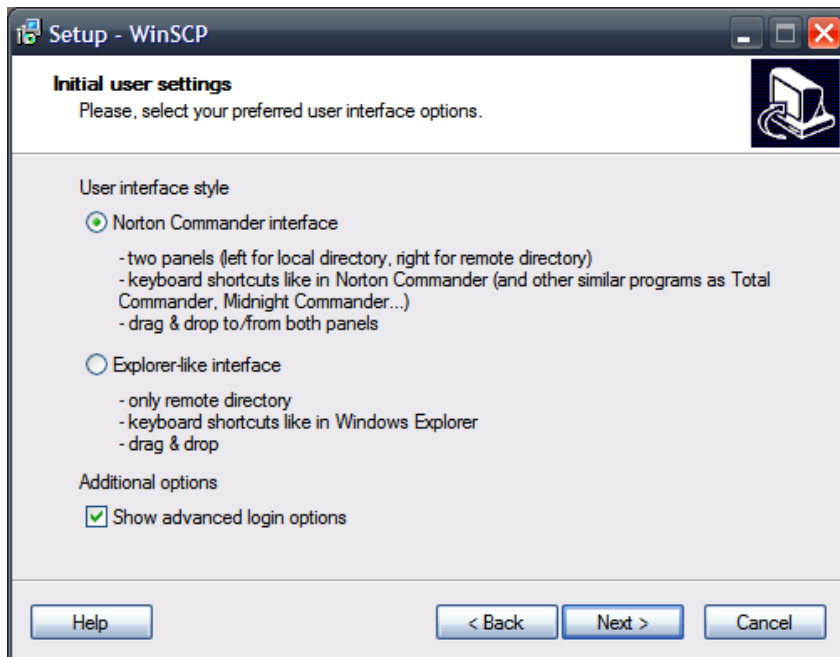 Setup - WinSCP
Initial user settings
Please, select your preferred user interface options.
User interface style
Norton Commander interface
- two panels (left for local directory, right for remote directory)
- keyboard shortcuts like in Norton Commander (and other similar programs as Total
Commander, Midnight Commander...)
- drag & drop to/from both panels
Explorer-like interface
- only remote directory
- keyboard shortcuts like in Windows Explorer
- drag & drop
Additional options
Show advanced login options
Help
< Back
Next >
Cancel